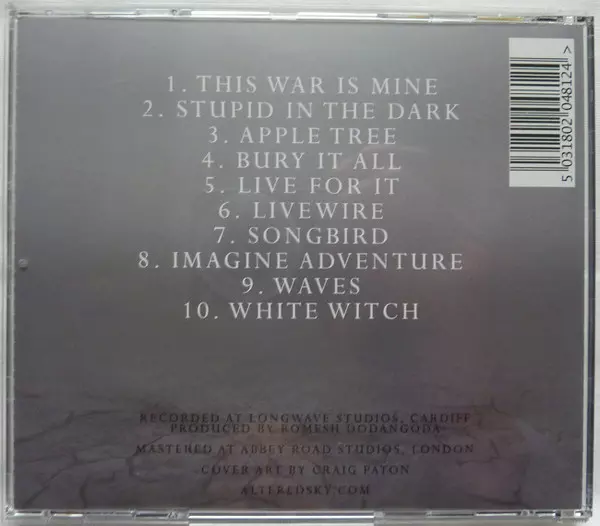 1. THIS WAR IS MINE
2. STUPID IN THE DARK
3. APPLE TREE
4. BURY IT ALL
5. LIVE FOR IT
6. LIVEWIRE
7. SONGBIRD
8. IMAGINE ADVENTURE
9. WAVES
10. WHITE WITCH
5 031802 048124 >
RECORDED AT LONGWAVE STUDIOS, CARDIFF
PRODUCED BY ROMESH DODANGODA
MASTERED AT ABBEY ROAD STUDIOS, LONDON
COVER ART BY CRAIG PATON
ALTEREDSKY.COM